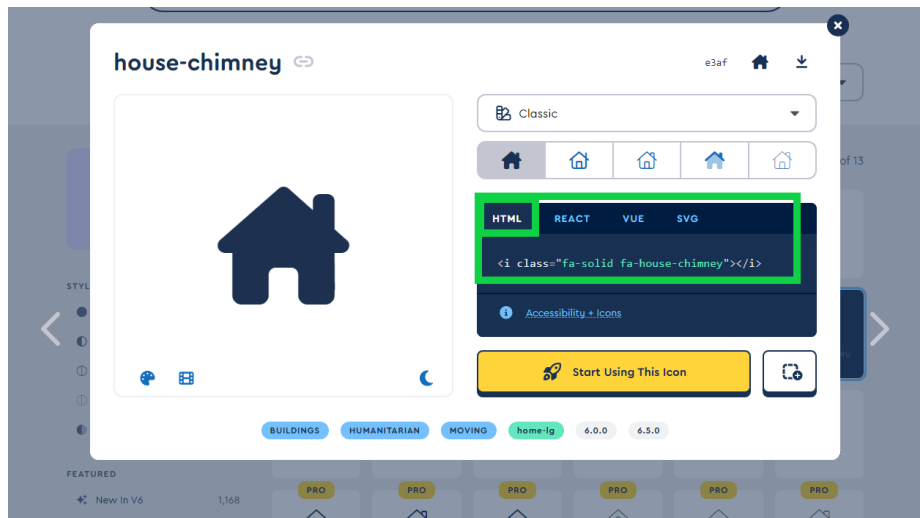 house-chimney
e3af
Classic
of 13
HTML REACT VUE SVG
<i class="fa-solid fa-house-chimney"></i>
Accessibility + Icons
Start Using This Icon
BUILDINGS HUMANITARIAN MOVING home-lg 6.0.0 6.5.0
STYL
FEATURED
New In V6 1,168
PRO PRO PRO PRO PRO PRO